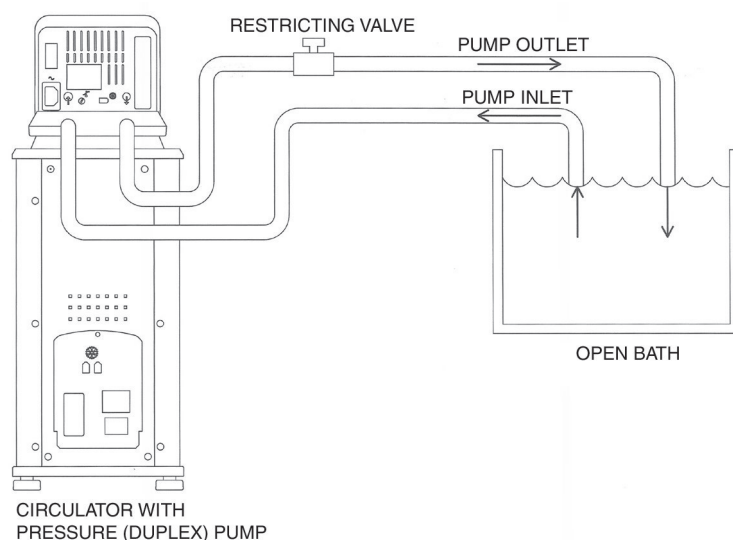 RESTRICTING VALVE
PUMP OUTLET
PUMP INLET
OPEN BATH
CIRCULATOR WITH
PRESSURE (DUPLEX) PUMP